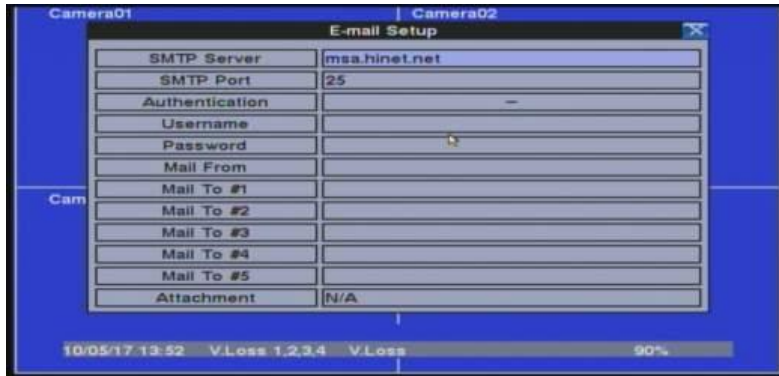 Camera01 Camera02
E-mail Setup X
SMTP Server msa.hinet.net
SMTP Port 25
Authentication –
Username
Password
Mail From
Cam
Mail To #1
Mail To #2
Mail To #3
Mail To #4
Mail To #5
Attachment N/A
10/05/17 13:52 V.Loss 1,2,3,4 V.Loss 90%